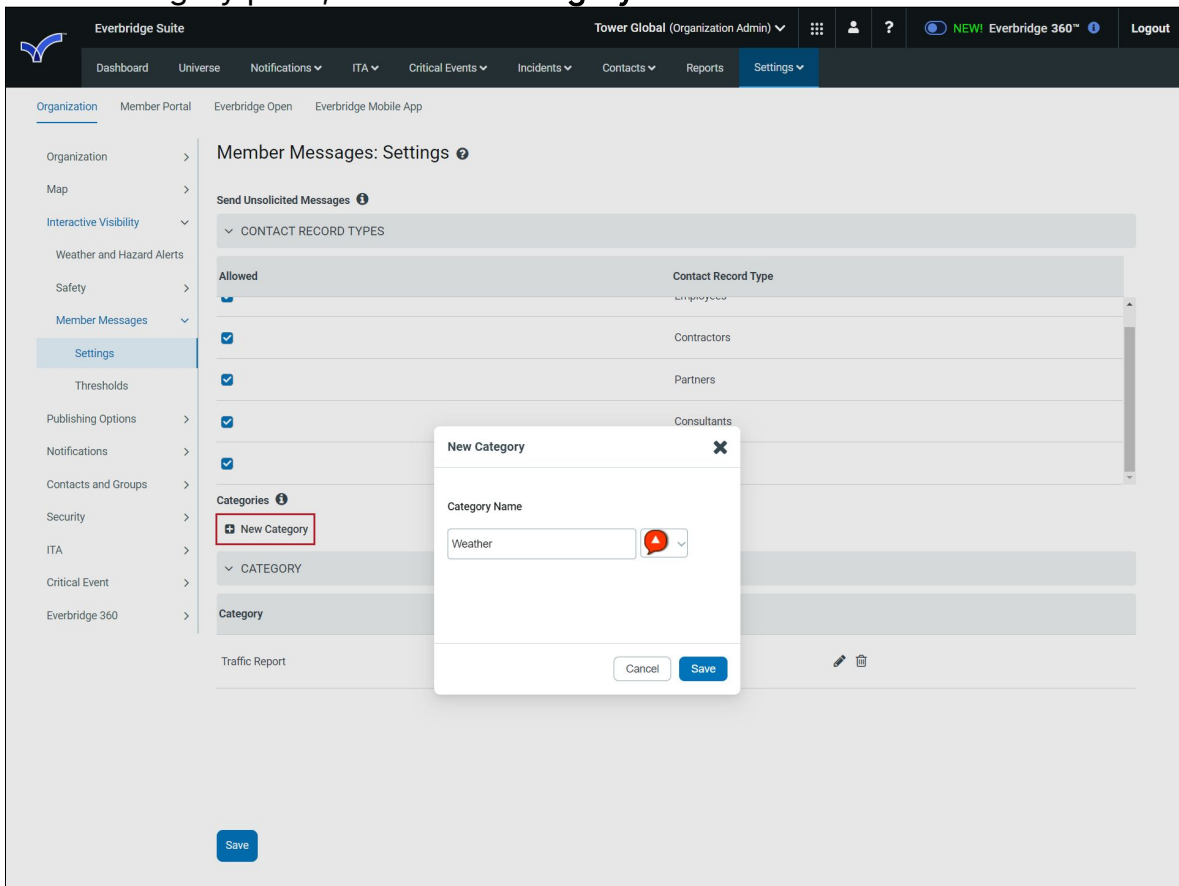 Everbridge Suite
Tower Global (Organization Admin)
?
NEW! Everbridge 360™
Logout
Dashboard
Universe
Notifications
ITA
Critical Events
Incidents
Contacts
Reports
Settings
Organization
Member Portal
Everbridge Open
Everbridge Mobile App
Organization
Map
Interactive Visibility
Weather and Hazard Alerts
Safety
Member Messages
Settings
Thresholds
Publishing Options
Notifications
Contacts and Groups
Security
ITA
Critical Event
Everbridge 360
Member Messages: Settings
Send Unsolicited Messages
CONTACT RECORD TYPES
Allowed
Contact Record Type
Employees
Contractors
Partners
Consultants
Categories
New Category
CATEGORY
Category
Traffic Report
New Category
Category Name
Weather
Cancel
Save
Save